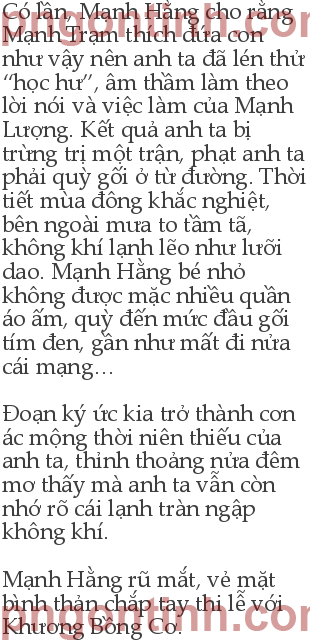 Có lần, Mạnh Hằng cho rằng
Mạnh Trạm thích đứa con
như vậy nên anh ta đã lén thử
“học hư”, âm thầm làm theo
lời nói và việc làm của Mạnh
Lượng. Kết quả anh ta bị
trừng trị một trận, phạt anh ta
phải quỳ gối ở từ đường. Thời
tiết mùa đông khắc nghiệt,
bên ngoài mưa to tầm tã,
không khí lạnh lẽo như lưỡi
dao. Mạnh Hằng bé nhỏ
không được mặc nhiều quần
áo ấm, quỳ đến mức đầu gối
tím đen, gần như mất đi nửa
cái mạng...
Đoạn ký ức kia trở thành cơn
ác mộng thời niên thiếu của
anh ta, thỉnh thoảng nửa đêm
mơ thấy mà anh ta vẫn còn
nhớ rõ cái lạnh tràn ngập
không khí.
Mạnh Hằng rũ mắt, vẻ mặt
bình thản chắp tay thi lễ với
Khương Bồng Cơ.